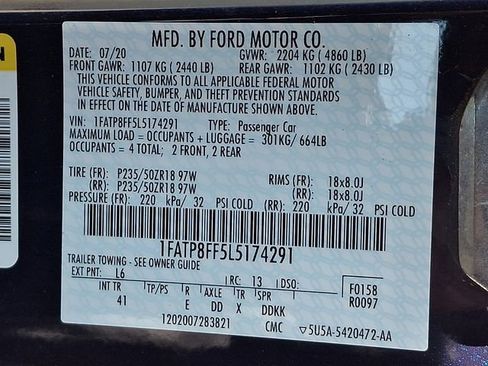 MFD. BY FORD MOTOR CO.
DATE: 07/20 GVWR: 2204 KG ( 4860 LB)
FRONT GAWR: 1107 KG ( 2440 LB) REAR GAWR: 1102 KG ( 2430 LB)
THIS VEHICLE CONFORMS TO ALL APPLICABLE FEDERAL MOTOR
VEHICLE SAFETY, BUMPER, AND THEFT PREVENTION STANDARDS
IN EFFECT ON THE DATE OF MANUFACTURE SHOWN ABOVE.
VIN: 1FATP8FF5L5174291 TYPE: Passenger Car
MAXIMUM LOAD = OCCUPANTS + LUGGAGE = 301KG/ 664LB
OCCUPANTS = 4 TOTAL; 2 FRONT, 2 REAR
TIRE (FR): P235/50ZR18 97W RIMS (FR): 18x8.0J
(RR): P235/50ZR18 97W (RR): 18x8.0J
PRESSURE (FR): 220 kPa/ 32 PSI COLD (RR): 220 kPa/ 32 PSI COLD
1FATP8FF5L5174291
TRAILER TOWING - SEE OWNER GUIDE
EXT PNT: L6 RC: 13 DSO: F0158
INT TR TP/PS R AXLE TR SPR R0097
41 E DD X DDKK
1202007283821 CMC ▽5U5A-5420472-AA